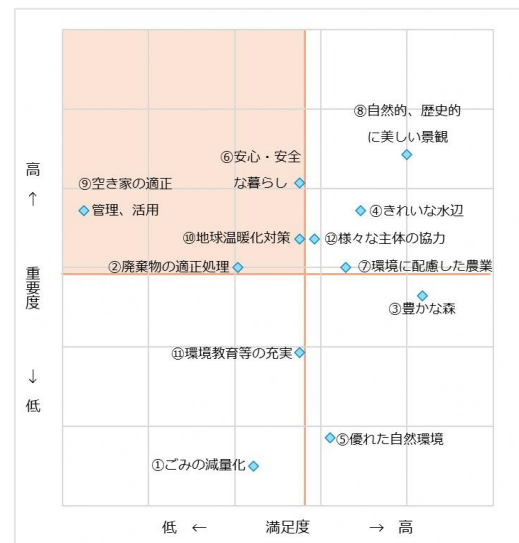 ⑧自然的、歴史的
に美しい景観
⑥安心・安全
な暮らし
⑨空き家の適正
管理、活用
④きれいな水辺
⑩地球温暖化対策
⑫様々な主体の協力
②廃棄物の適正処理
⑦環境に配慮した農業
③豊かな森
⑪環境教育等の充実
⑤優れた自然環境
①ごみの減量化
高
↑
重要度
↓
低
低 ← 満足度 → 高